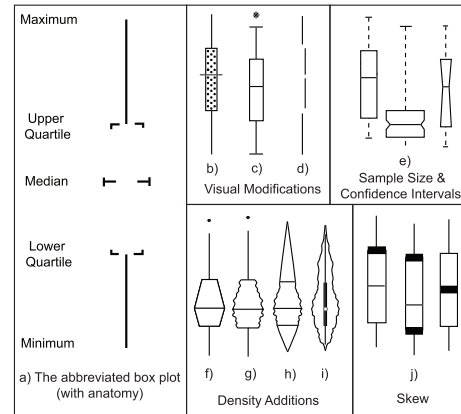 Maximum
Upper
Quartile
Median
Lower
Quartile
Minimum
a) The abbreviated box plot
(with anatomy)
b)
c)
d)
Visual Modifications
e)
Sample Size &
Confidence Intervals
f)
g)
h)
i)
Density Additions
j)
Skew